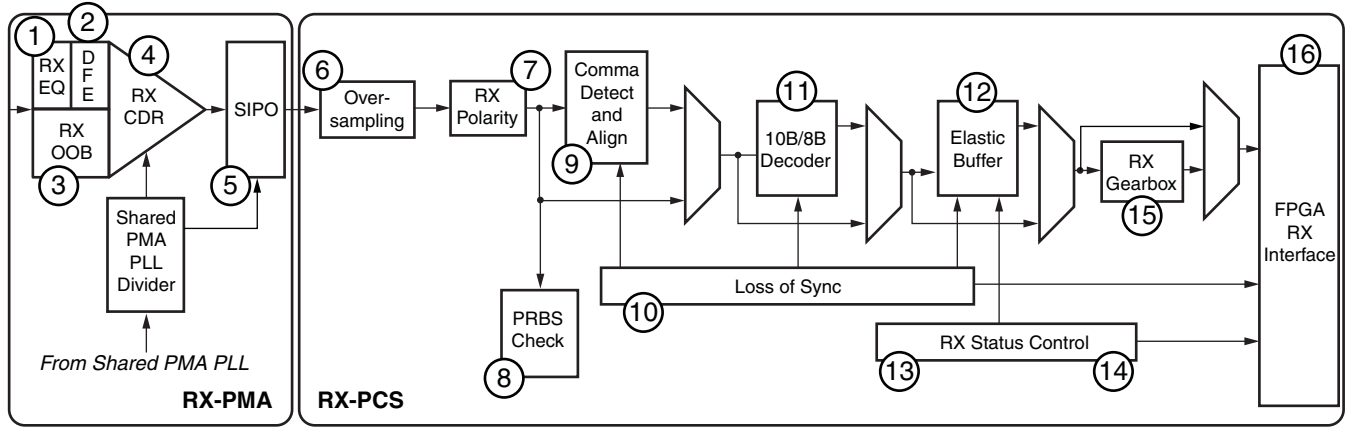 1
2
RX
EQ
D
F
E
4
RX
CDR
RX
OOB
3
SIPO
5
Shared
PMA
PLL
Divider
From Shared PMA PLL
RX-PMA
RX-PCS
6
Over-
sampling
7
RX
Polarity
Comma
Detect
and
Align
9
PRBS
Check
8
11
10B/8B
Decoder
12
Elastic
Buffer
RX
Gearbox
15
Loss of Sync
10
RX Status Control
13
14
16
FPGA
RX
Interface